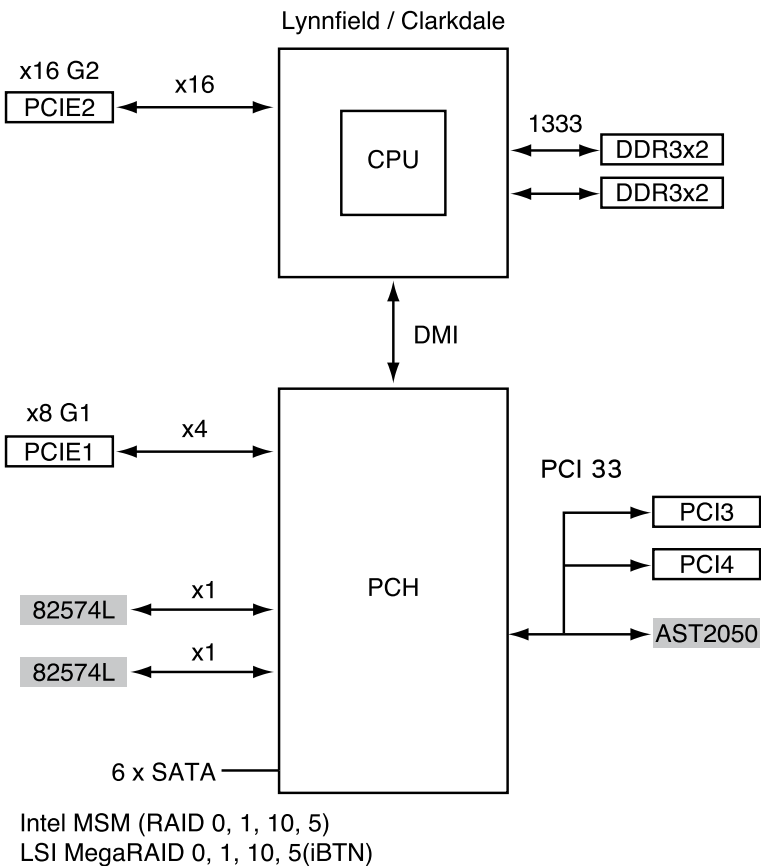 Lynnfield / Clarkdale
x16 G2
PCIE2
x16
CPU
1333
DDR3x2
DDR3x2
DMI
x8 G1
PCIE1
x4
PCI 33
PCI3
PCI4
AST2050
PCH
82574L
x1
82574L
x1
6 x SATA
Intel MSM (RAID 0, 1, 10, 5)
LSI MegaRAID 0, 1, 10, 5(iBTN)